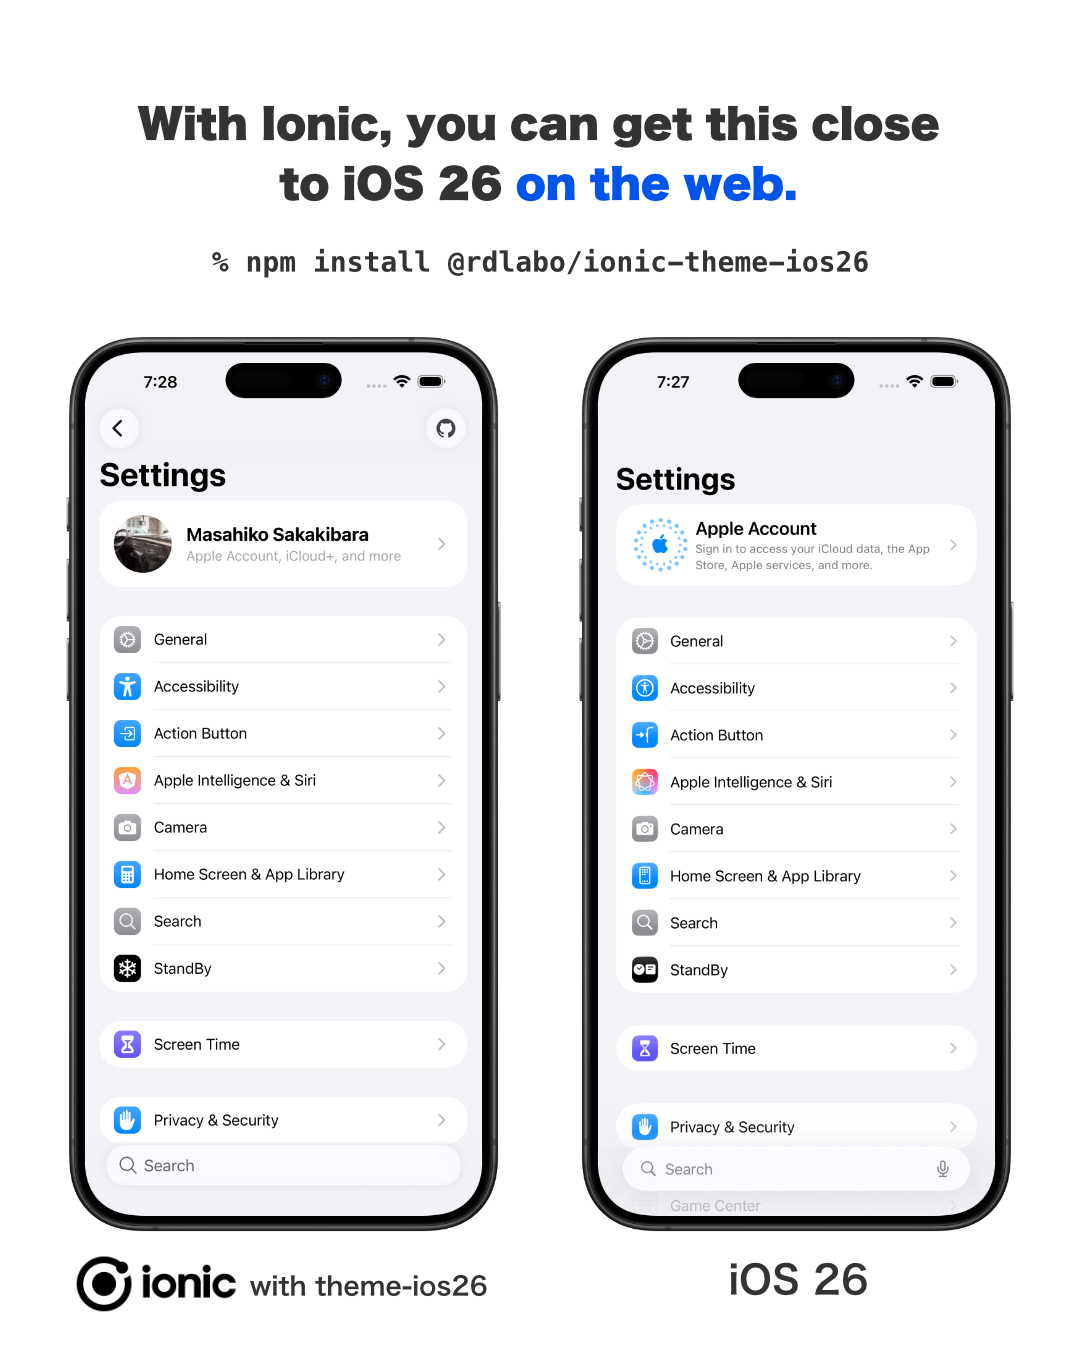 With Ionic, you can get this close
to iOS 26 on the web.
% npm install @rdlabo/ionic-theme-ios26
7:28
Settings
Masahiko Sakakibara
Apple Account, iCloud+, and more
General
Accessibility
Action Button
Apple Intelligence & Siri
Camera
Home Screen & App Library
Search
StandBy
Screen Time
Privacy & Security
Search
ionic with theme-ios26
7:27
Settings
Apple Account
Sign in to access your iCloud data, the App
Store, Apple services, and more.
General
Accessibility
Action Button
Apple Intelligence & Siri
Camera
Home Screen & App Library
Search
StandBy
Screen Time
Privacy & Security
Search
Game Center
iOS 26